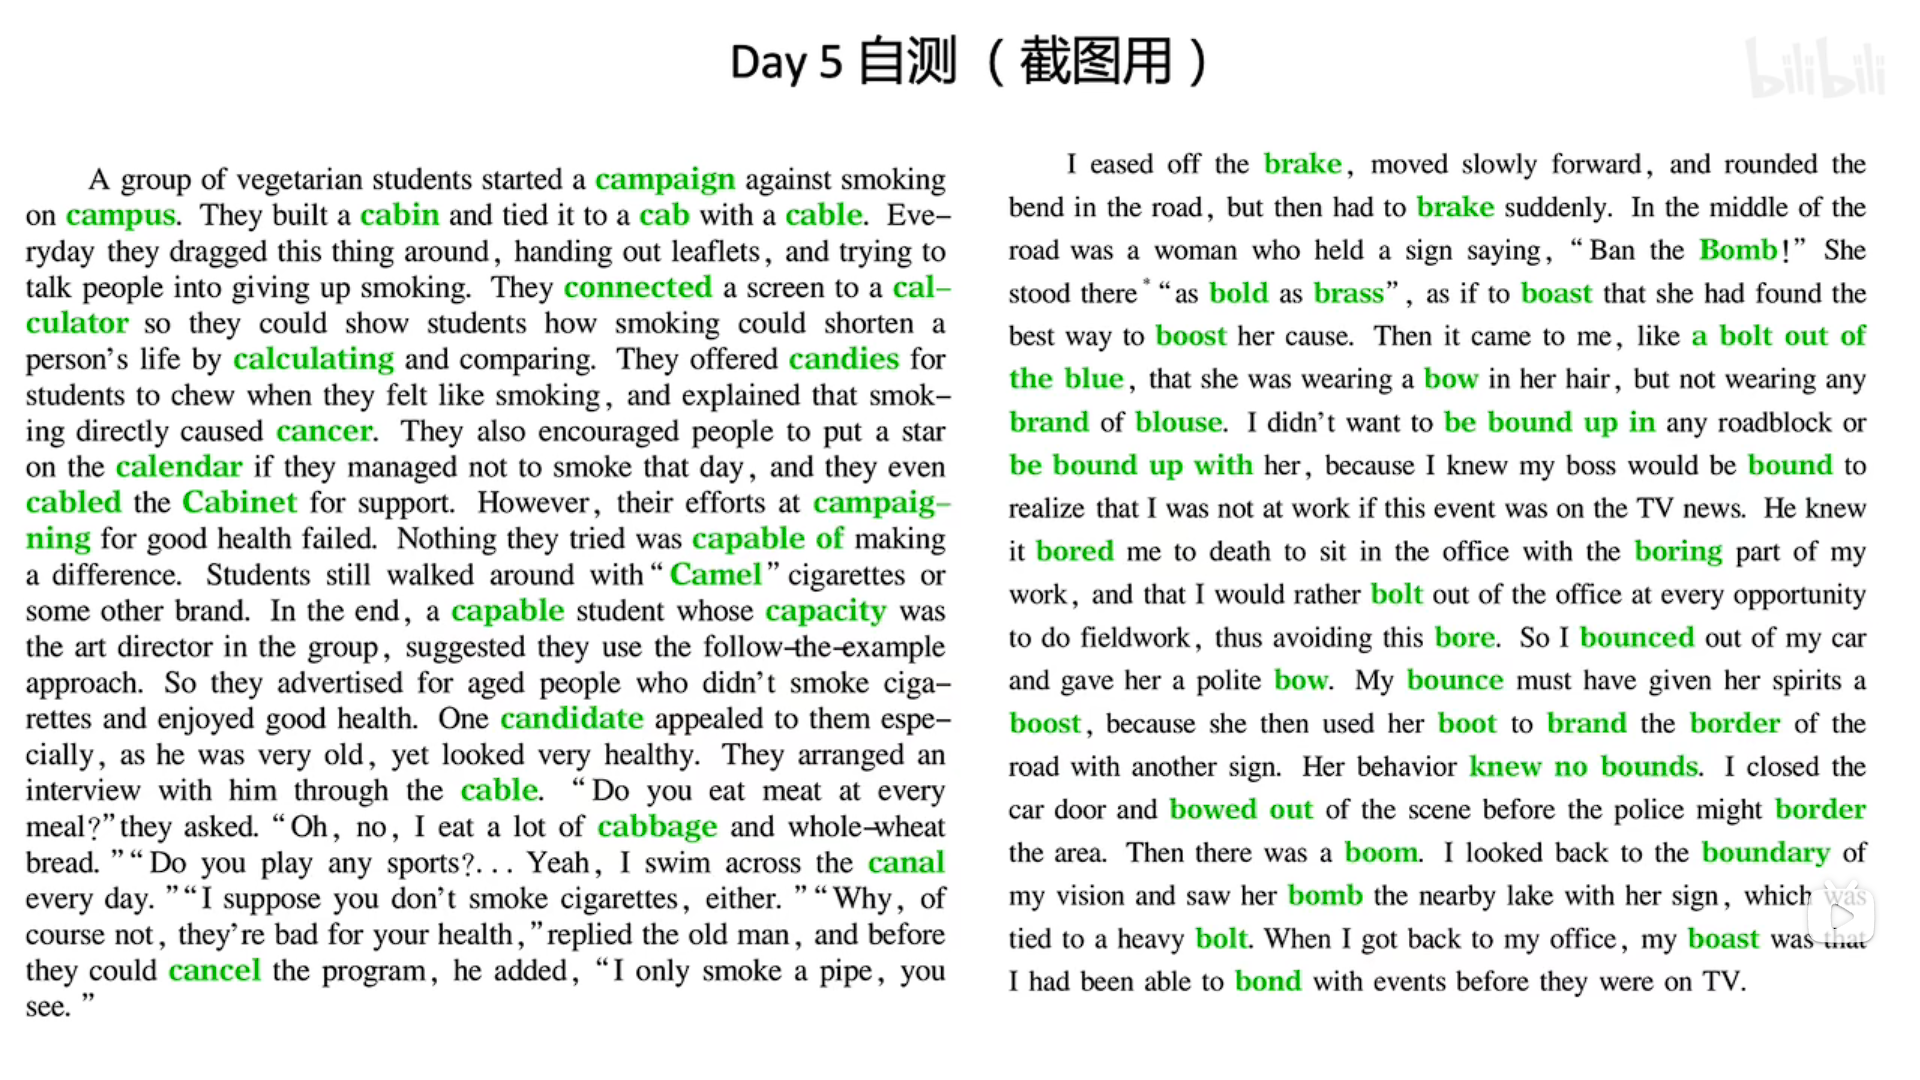 Day 5 自测（截图用）
bilibili
A group of vegetarian students started a campaign against smoking
on campus. They built a cabin and tied it to a cab with a cable. Eve-
ryday they dragged this thing around, handing out leaflets, and trying to
talk people into giving up smoking. They connected a screen to a cal-
culator so they could show students how smoking could shorten a
person's life by calculating and comparing. They offered candies for
students to chew when they felt like smoking, and explained that smok-
ing directly caused cancer. They also encouraged people to put a star
on the calendar if they managed not to smoke that day, and they even
cabled the Cabinet for support. However, their efforts at campaig-
ning for good health failed. Nothing they tried was capable of making
a difference. Students still walked around with “Camel” cigarettes or
some other brand. In the end, a capable student whose capacity was
the art director in the group, suggested they use the follow-the-example
approach. So they advertised for aged people who didn't smoke ciga-
rettes and enjoyed good health. One candidate appealed to them espe-
cially, as he was very old, yet looked very healthy. They arranged an
interview with him through the cable. “Do you eat meat at every
meal?” they asked. “Oh, no, I eat a lot of cabbage and whole-wheat
bread. ” “Do you play any sports?... Yeah, I swim across the canal
every day. ” “I suppose you don't smoke cigarettes, either. ” “Why, of
course not, they're bad for your health,” replied the old man, and before
they could cancel the program, he added, “I only smoke a pipe, you
see. ”
I eased off the brake, moved slowly forward, and rounded the
bend in the road, but then had to brake suddenly. In the middle of the
road was a woman who held a sign saying, “Ban the Bomb!” She
stood there* “as bold as brass”, as if to boast that she had found the
best way to boost her cause. Then it came to me, like a bolt out of
the blue, that she was wearing a bow in her hair, but not wearing any
brand of blouse. I didn't want to be bound up in any roadblock or
be bound up with her, because I knew my boss would be bound to
realize that I was not at work if this event was on the TV news. He knew
it bored me to death to sit in the office with the boring part of my
work, and that I would rather bolt out of the office at every opportunity
to do fieldwork, thus avoiding this bore. So I bounced out of my car
and gave her a polite bow. My bounce must have given her spirits a
boost, because she then used her boot to brand the border of the
road with another sign. Her behavior knew no bounds. I closed the
car door and bowed out of the scene before the police might border
the area. Then there was a boom. I looked back to the boundary of
my vision and saw her bomb the nearby lake with her sign, which was
tied to a heavy bolt. When I got back to my office, my boast was that
I had been able to bond with events before they were on TV.